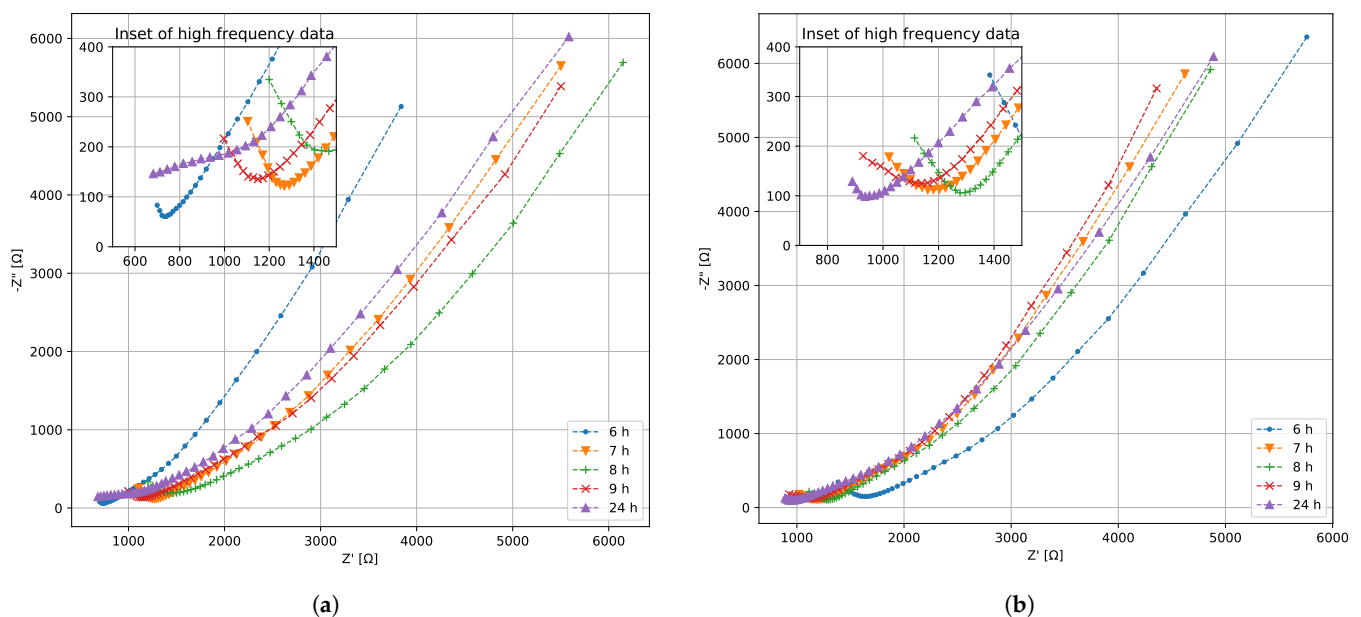 Inset of high frequency data
400
300
200
100
0
600 800 1000 1200 1400
6000
5000
4000
3000
2000
1000
0
-Z" [Ω]
6 h
7 h
8 h
9 h
24 h
1000 2000 3000 4000 5000 6000
Z' [Ω]
(a)
Inset of high frequency data
400
300
200
100
0
800 1000 1200 1400
6000
5000
4000
3000
2000
1000
0
-Z" [Ω]
6 h
7 h
8 h
9 h
24 h
1000 2000 3000 4000 5000 6000
Z' [Ω]
(b)